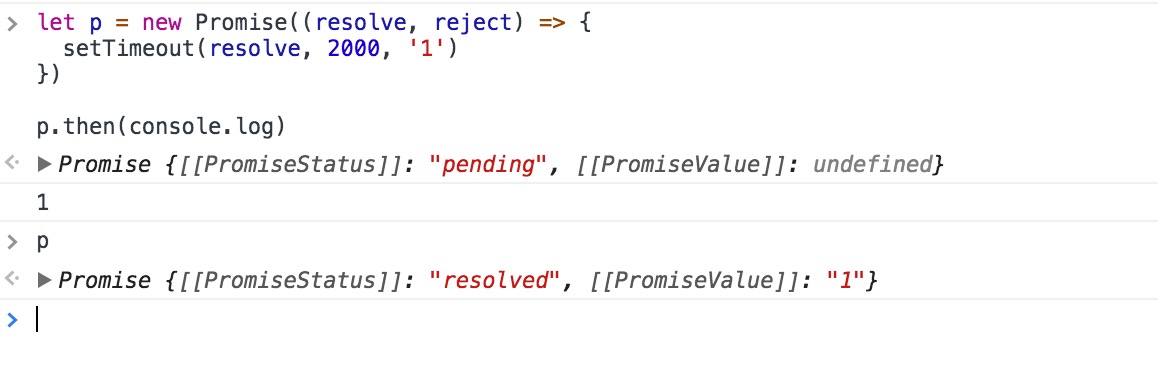 > let p = new Promise((resolve, reject) => {
setTimeout(resolve, 2000, '1')
})
p.then(console.log)
<· ▶ Promise {[[PromiseStatus]]: "pending", [[PromiseValue]]: undefined}
1
> p
<· ▶ Promise {[[PromiseStatus]]: "resolved", [[PromiseValue]]: "1"}
>